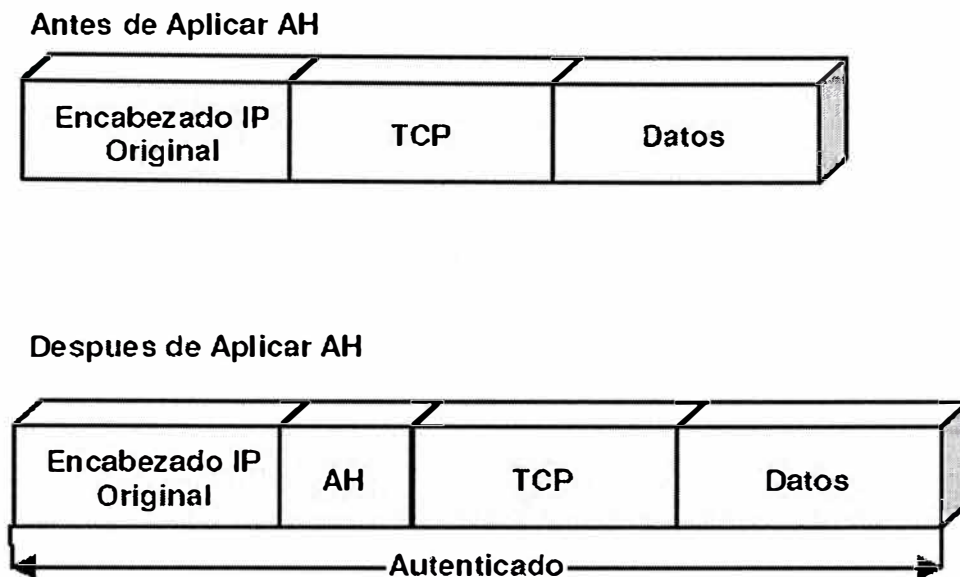 Antes de Aplicar AH
Encabezado IP
Original
TCP
Datos
Despues de Aplicar AH
Encabezado IP
Original
AH
TCP
Datos
Autenticado